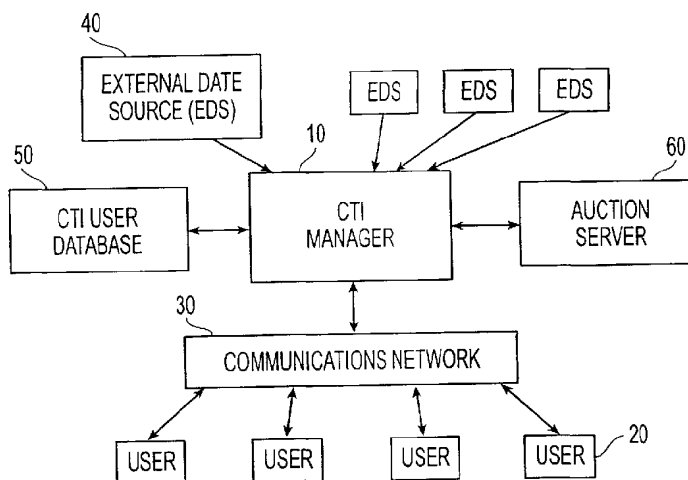 40
EXTERNAL DATE
SOURCE (EDS)
EDS
EDS
EDS
10
50
60
CTI USER
DATABASE
CTI
MANAGER
AUCTION
SERVER
30
COMMUNICATIONS NETWORK
USER
USER
USER
USER
20